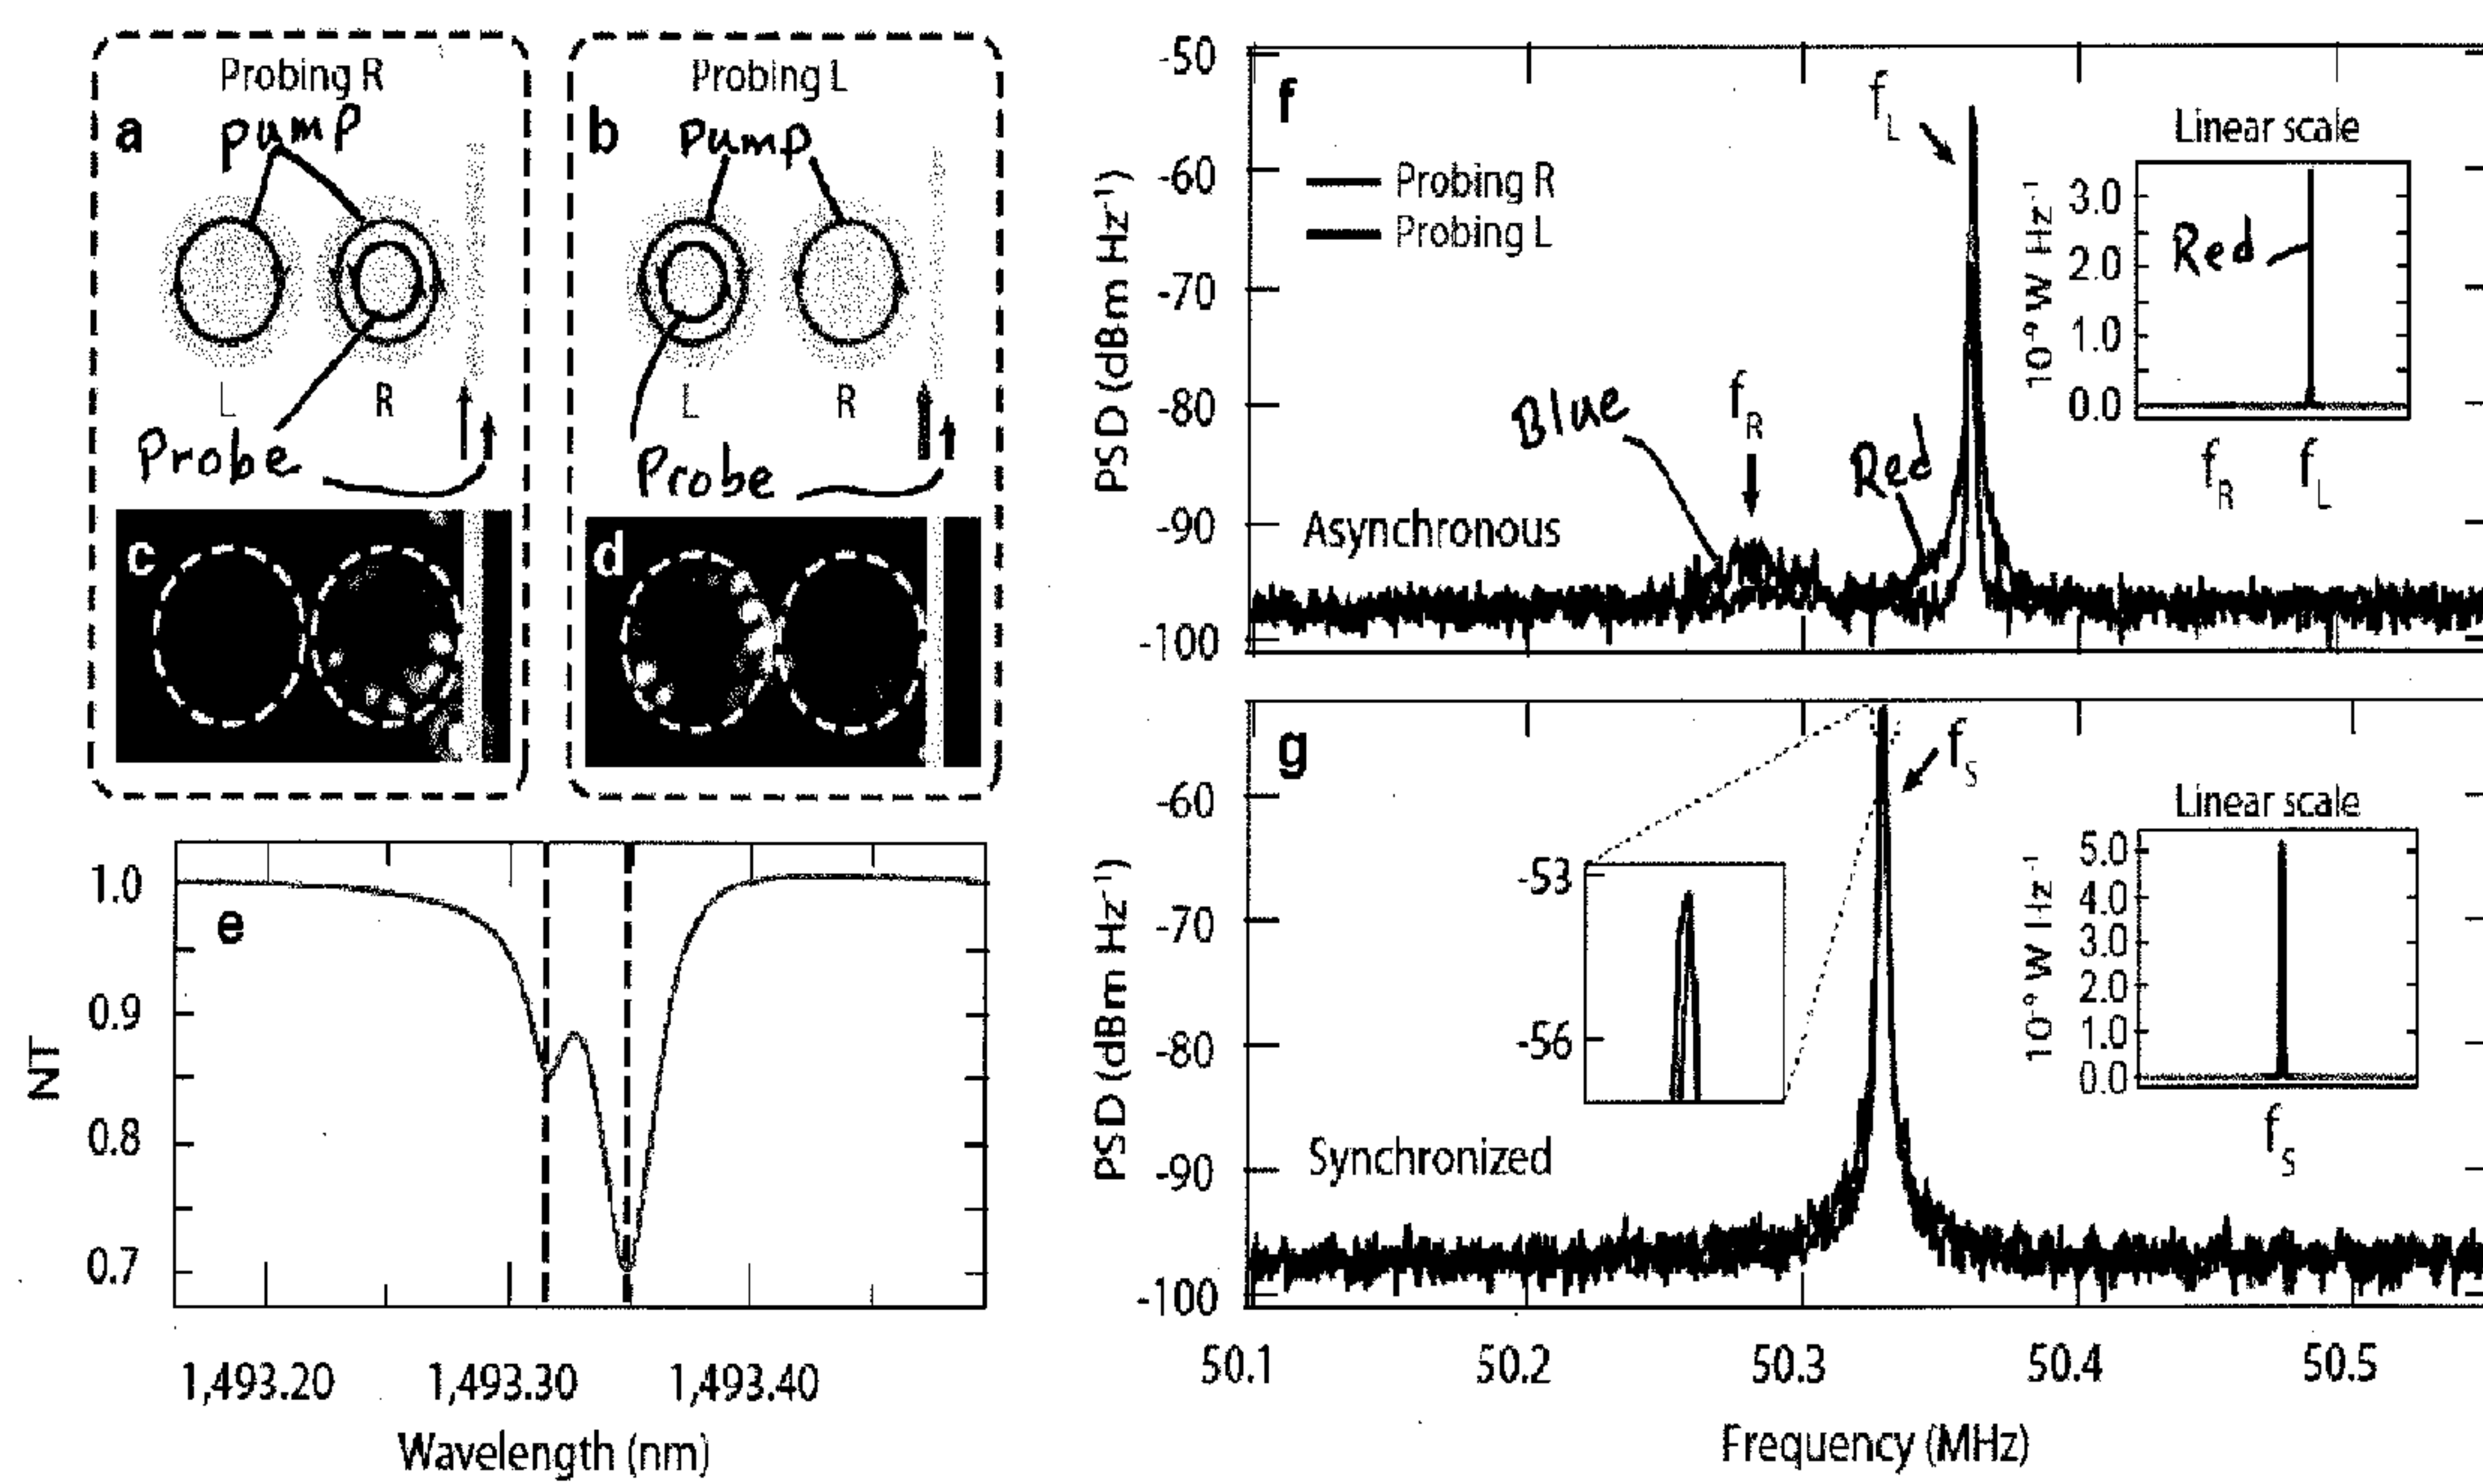 Probing R
a
pump
L
R
Probe
c
Probing L
b
Pump
L
R
Probe
d
e
NT
1.0
0.9
0.8
0.7
1,493.20
1,493.30
1,493.40
Wavelength (nm)
f
PSD (dBm Hz⁻¹)
-50
-60
-70
-80
-90
-100
Probing R
Probing L
Asynchronous
Blue
f_R
Red
f_L
Linear scale
10⁻⁹ W Hz⁻¹
3.0
2.0
1.0
0.0
Red
f_R
f_L
g
PSD (dBm Hz⁻¹)
-60
-70
-80
-90
-100
Synchronized
-53
-56
f_S
Linear scale
10⁻⁹ W Hz⁻¹
5.0
4.0
3.0
2.0
1.0
0.0
f_S
50.1
50.2
50.3
50.4
50.5
Frequency (MHz)